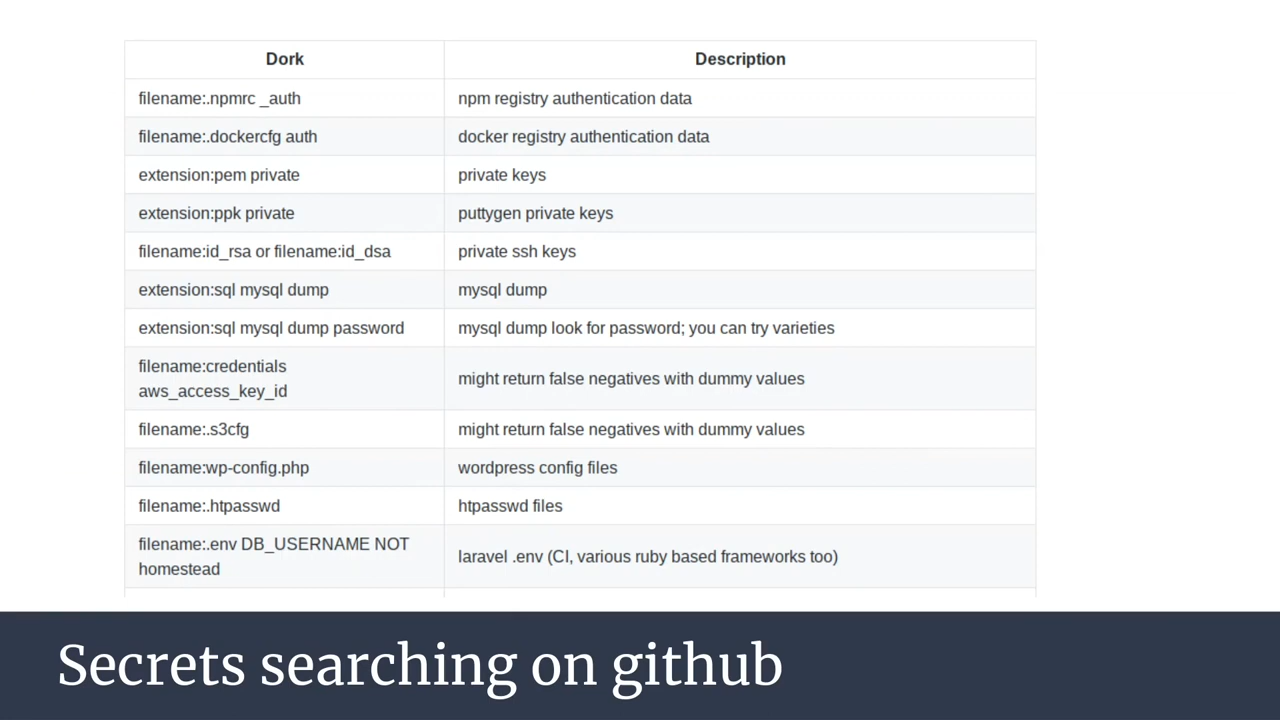 Dork Description
filename:.npmrc _auth npm registry authentication data
filename:.dockercfg auth docker registry authentication data
extension:pem private private keys
extension:ppk private puttygen private keys
filename:id_rsa or filename:id_dsa private ssh keys
extension:sql mysql dump mysql dump
extension:sql mysql dump password mysql dump look for password; you can try varieties
filename:credentials
aws_access_key_id
might return false negatives with dummy values
filename:.s3cfg might return false negatives with dummy values
filename:wp-config.php wordpress config files
filename:.htpasswd htpasswd files
filename:.env DB_USERNAME NOT
homestead
laravel .env (CI, various ruby based frameworks too)
Secrets searching on github